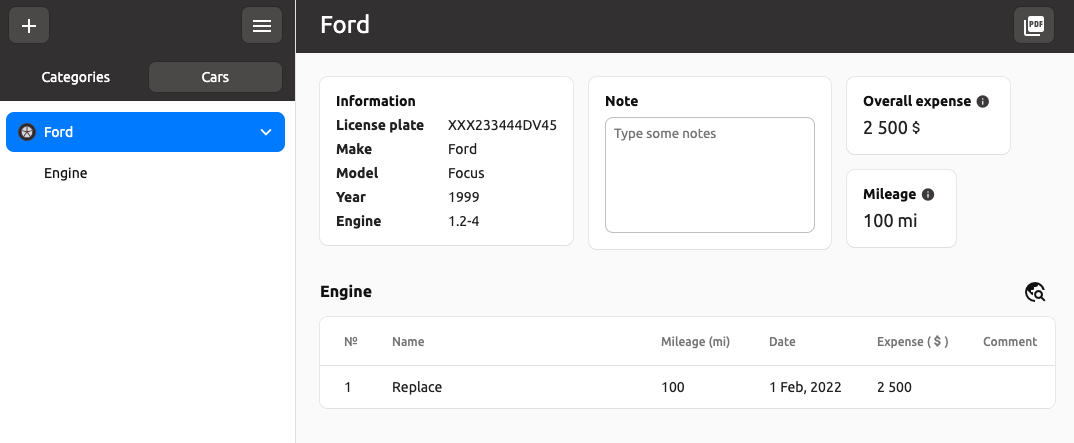 Ford
PDF
Categories
Cars
Ford
Engine
Information
License plate XXX233444DV45
Make Ford
Model Focus
Year 1999
Engine 1.2-4
Note
Type some notes
Overall expense
2 500 $
Mileage
100 mi
Engine
№ Name Mileage (mi) Date Expense ( $ ) Comment
1 Replace 100 1 Feb, 2022 2 500